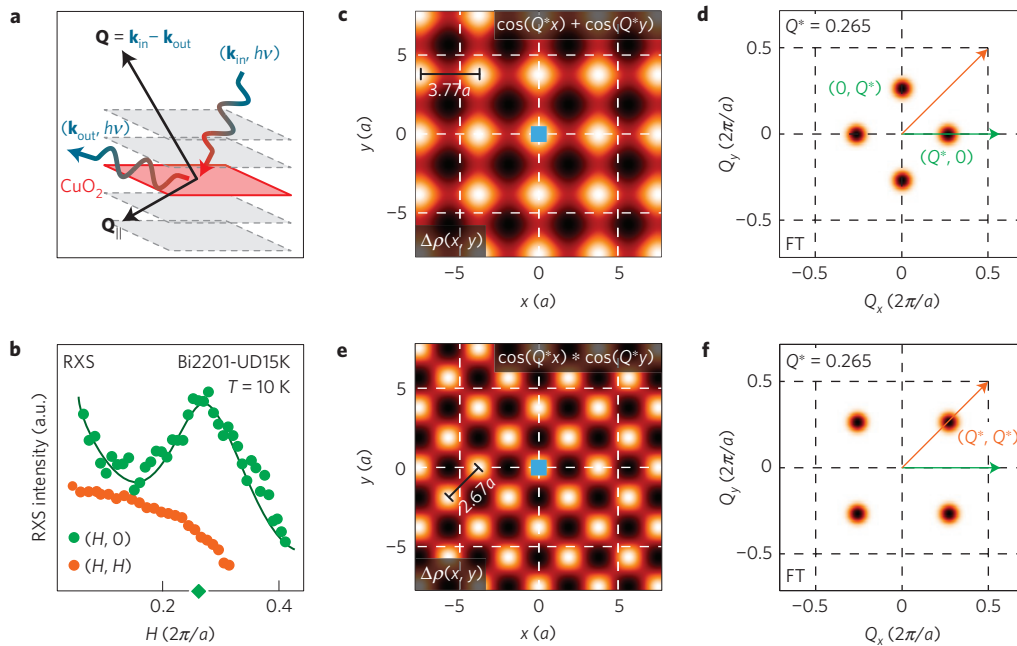 a
Q = k_in − k_out
(k_in, hν)
(k_out, hν)
CuO₂
Q_||
b
RXS
Bi2201-UD15K
T = 10 K
RXS intensity (a.u.)
(H, 0)
(H, H)
0.2
0.4
H (2π/a)
c
cos(Q*x) + cos(Q*y)
3.77a
Δρ(x, y)
5
0
−5
y (a)
−5
0
5
x (a)
d
Q* = 0.265
(0, Q*)
(Q*, 0)
FT
0.5
0
−0.5
Q_y (2π/a)
−0.5
0
0.5
Q_x (2π/a)
e
cos(Q*x) * cos(Q*y)
2.67a
Δρ(x, y)
5
0
−5
y (a)
−5
0
5
x (a)
f
Q* = 0.265
(Q*, Q*)
FT
0.5
0
−0.5
Q_y (2π/a)
−0.5
0
0.5
Q_x (2π/a)